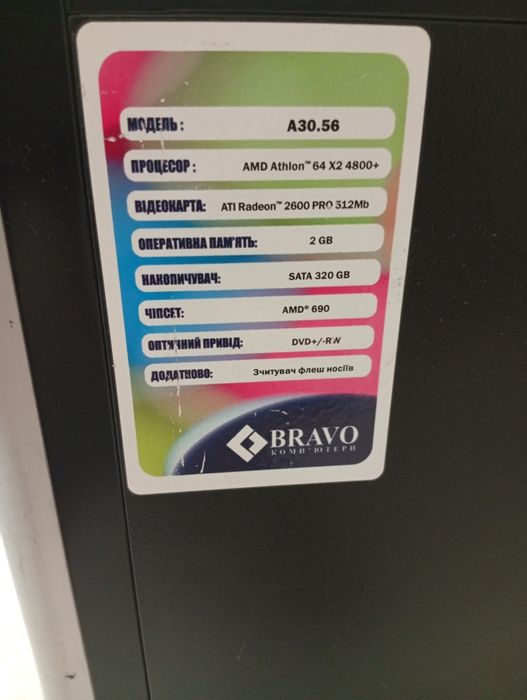 МОДЕЛЬ: A30.56
ПРОЦЕСОР: AMD Athlon™ 64 X2 4800+
ВІДЕОКАРТА: ATI Radeon™ 2600 PRO 512Mb
ОПЕРАТИВНА ПАМ'ЯТЬ: 2 GB
НАКОПИЧУВАЧ: SATA 320 GB
ЧІПСЕТ: AMD® 690
ОПТИЧНИЙ ПРИВІД: DVD+/-RW
ДОДАТКОВО: Зчитувач флеш носіїв
BRAVO
КОМП'ЮТЕРИ